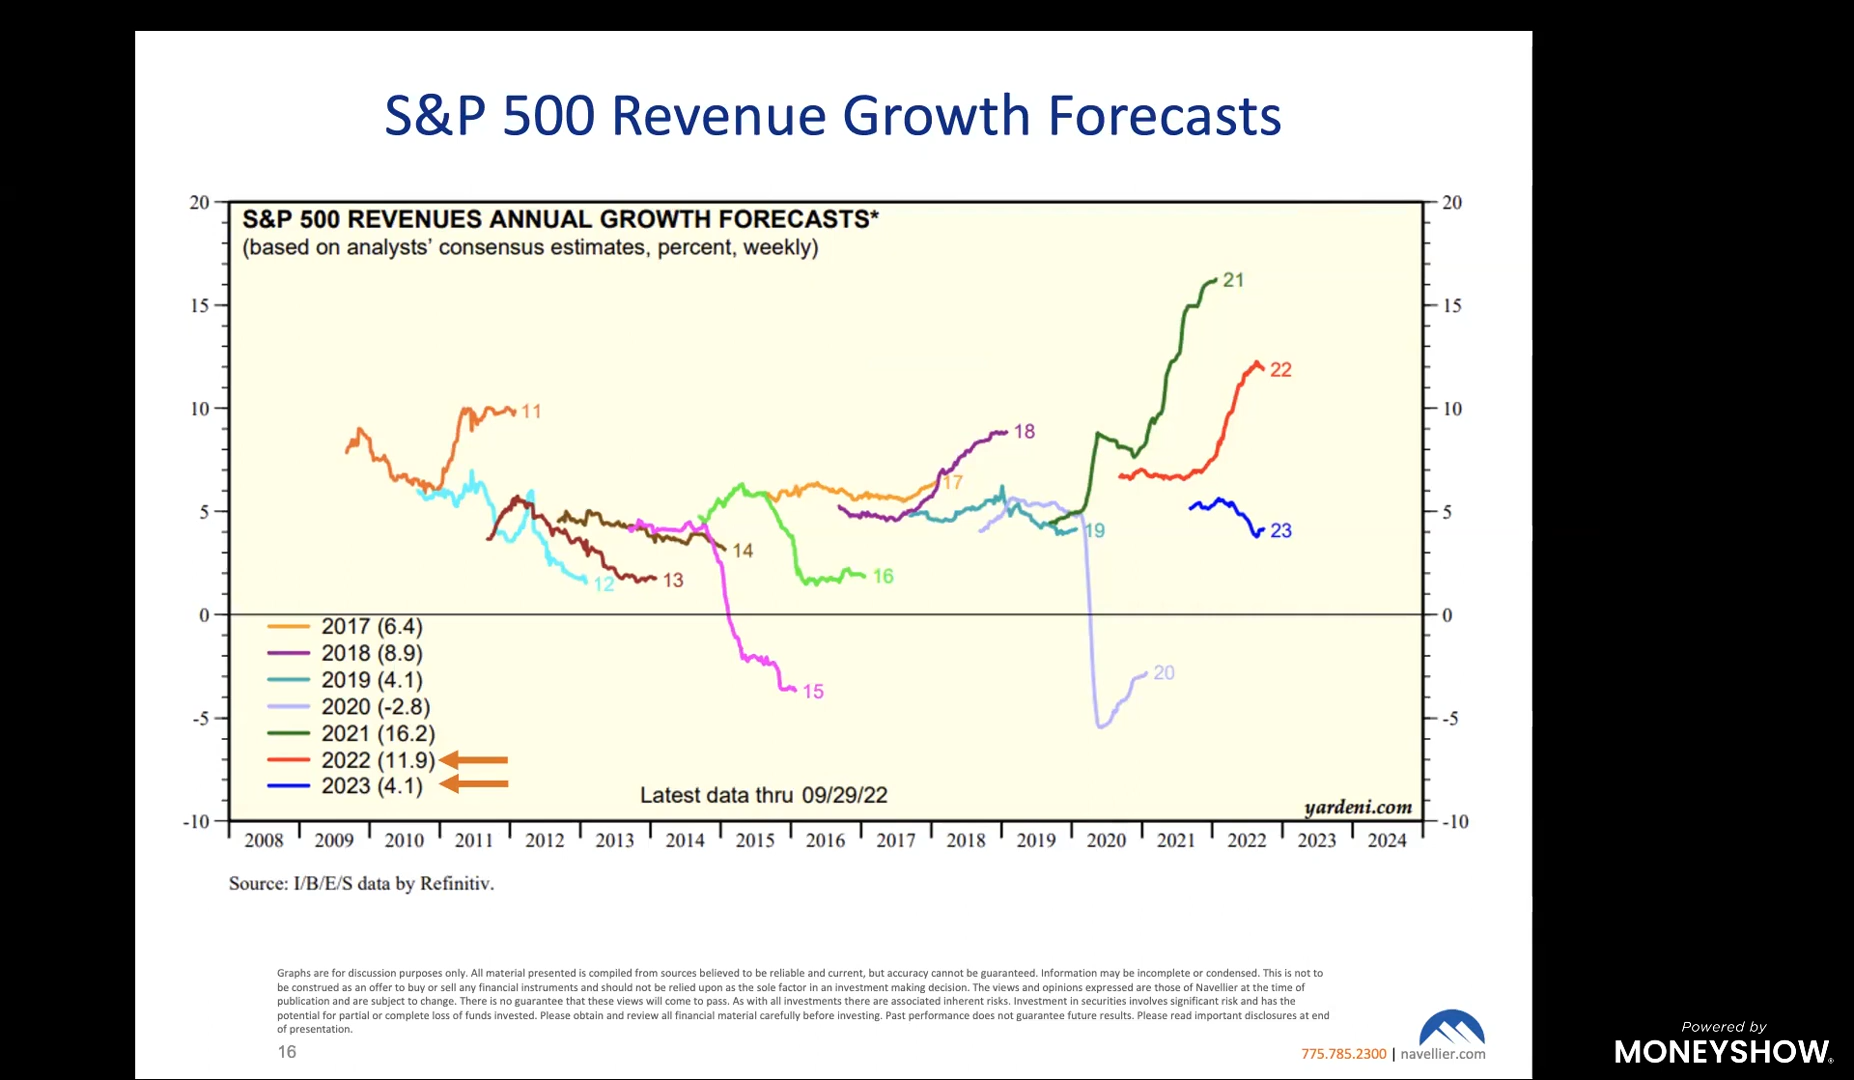 S&P 500 Revenue Growth Forecasts
S&P 500 REVENUES ANNUAL GROWTH FORECASTS*
(based on analysts' consensus estimates, percent, weekly)
20
20
15
15
10
10
5
5
0
0
-5
-5
-10
-10
21
22
11
18
17
23
19
14
13
12
16
20
15
2017 (6.4)
2018 (8.9)
2019 (4.1)
2020 (-2.8)
2021 (16.2)
2022 (11.9)
2023 (4.1)
Latest data thru 09/29/22
yardeni.com
2008 2009 2010 2011 2012 2013 2014 2015 2016 2017 2018 2019 2020 2021 2022 2023 2024
Source: I/B/E/S data by Refinitiv.
Graphs are for discussion purposes only. All material presented is compiled from sources believed to be reliable and current, but accuracy cannot be guaranteed. Information may be incomplete or condensed. This is not to
be construed as an offer to buy or sell any financial instruments and should not be relied upon as the sole factor in an investment making decision. The views and opinions expressed are those of Navellier at the time of
publication and are subject to change. There is no guarantee that these views will come to pass. As with all investments there are associated inherent risks. Investment in securities involves significant risk and has the
potential for partial or complete loss of funds invested. Please obtain and review all financial material carefully before investing. Past performance does not guarantee future results. Please read important disclosures at end
of presentation.
16
775.785.2300 | navellier.com
Powered by
MONEYSHOW®